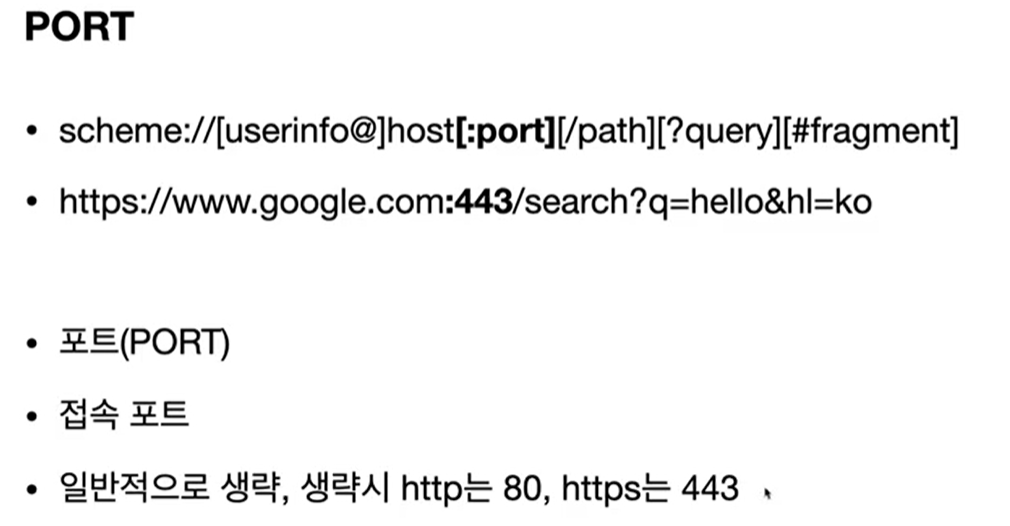 PORT
• scheme://[userinfo@]host[:port][/path][?query][#fragment]
• https://www.google.com:443/search?q=hello&hl=ko
• 포트(PORT)
• 접속 포트
• 일반적으로 생략, 생략시 http는 80, https는 443